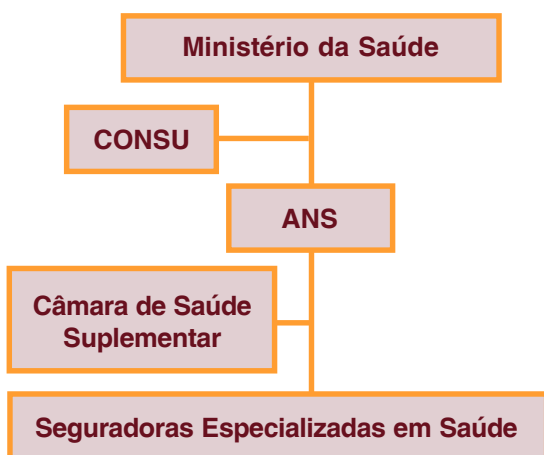 Ministério da Saúde
CONSU
ANS
Câmara de Saúde
Suplementar
Seguradoras Especializadas em Saúde